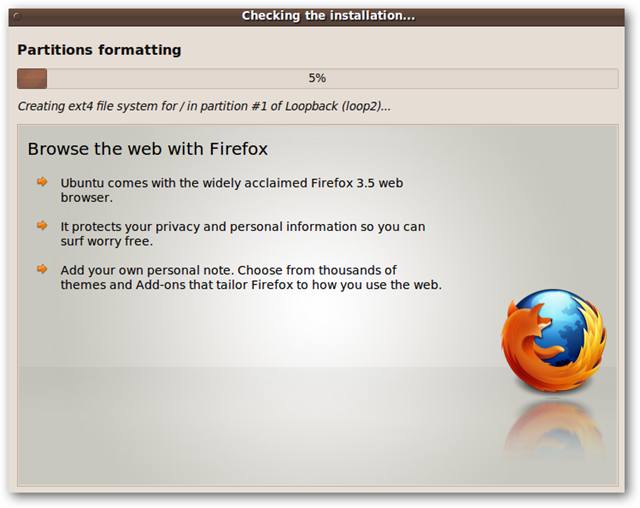 Checking the installation...
Partitions formatting
5%
Creating ext4 file system for / in partition #1 of Loopback (loop2)...
Browse the web with Firefox
Ubuntu comes with the widely acclaimed Firefox 3.5 web
browser.
It protects your privacy and personal information so you can
surf worry free.
Add your own personal note. Choose from thousands of
themes and Add-ons that tailor Firefox to how you use the web.